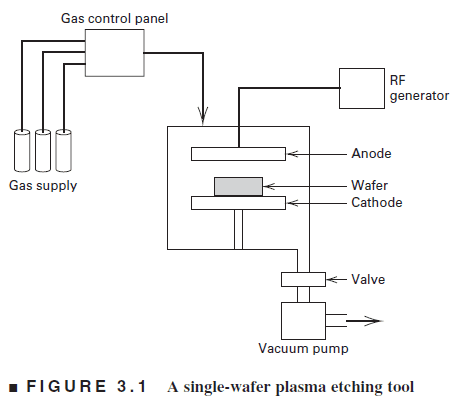 Gas control panel
RF
generator
Anode
Gas supply
Wafer
Cathode
Valve
Vacuum pump
FIGURE 3.1 A single-wafer plasma etching tool